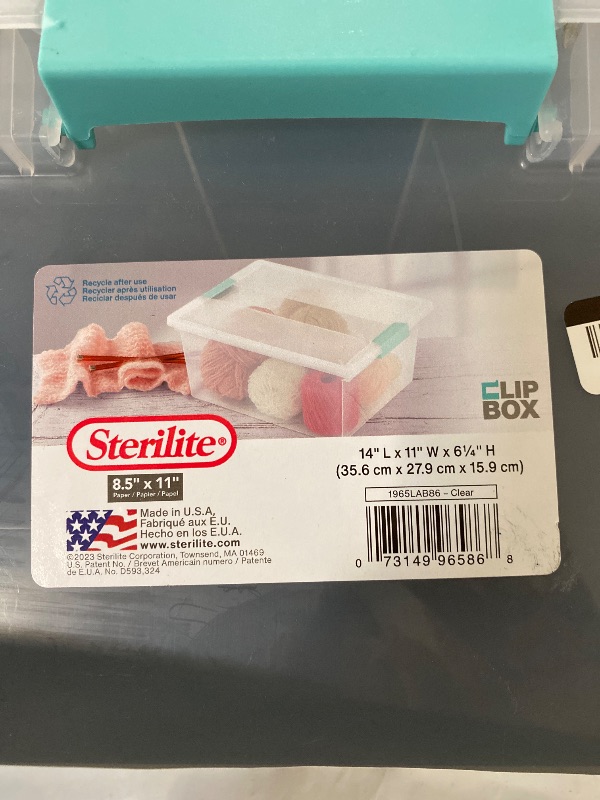 Recycle after use
Recycler après utilisation
Reciclar después de usar
CLIP
BOX
Sterilite®
8.5" x 11"
Paper / Papier / Papel
14" L x 11" W x 6¼" H
(35.6 cm x 27.9 cm x 15.9 cm)
1965LAB86 – Clear
Made in U.S.A,
Fabriqué aux E.U.
Hecho en los E.U.A.
www.sterilite.com
©2023 Sterilite Corporation, Townsend, MA 01469
U.S. Patent No. / Brevet Americain numero / Patente
de E.U.A. No. D593,324
0 73149 96586 8